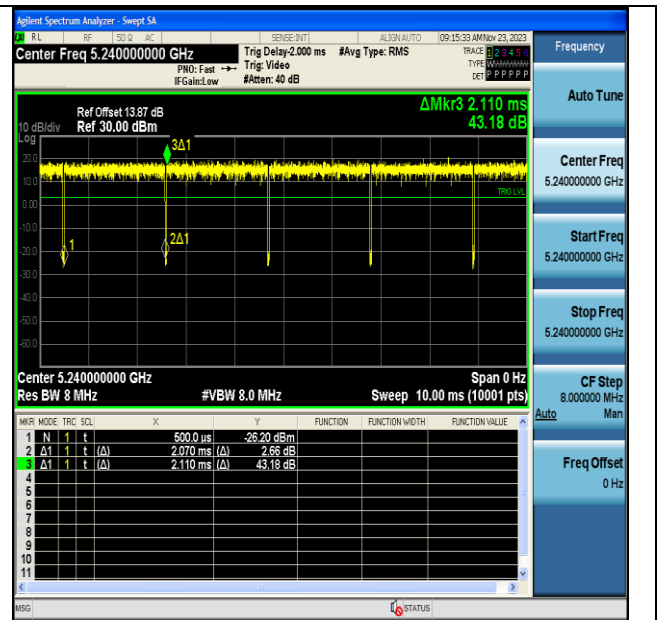 Agilent Spectrum Analyzer - Swept SA
RL RF 50 Ω AC SENSE:INT ALIGN AUTO 09:15:33 AM Nov 23, 2023
Center Freq 5.240000000 GHz Trig Delay-2.000 ms #Avg Type: RMS TRACE 1 2 3 4 5 6
PNO: Fast Trig: Video TYPE WWWWWW
IFGain:Low #Atten: 40 dB DET P P P P P P
Frequency
Auto Tune
ΔMkr3 2.110 ms
43.18 dB
Ref Offset 13.87 dB
10 dB/div Ref 30.00 dBm
Log
20.0
10.0
0.00
-10.0
-20.0
-30.0
-40.0
-50.0
-60.0
3Δ1
TRIG LVL
1
2Δ1
Center Freq
5.240000000 GHz
Start Freq
5.240000000 GHz
Stop Freq
5.240000000 GHz
Center 5.240000000 GHz Span 0 Hz
Res BW 8 MHz #VBW 8.0 MHz Sweep 10.00 ms (10001 pts)
CF Step
8.000000 MHz
Auto Man
Freq Offset
0 Hz
MKR MODE TRC SCL X Y FUNCTION FUNCTION WIDTH FUNCTION VALUE
1 N 1 t 500.0 µs -26.20 dBm
2 Δ1 1 t (Δ) 2.070 ms (Δ) 2.66 dB
3 Δ1 1 t (Δ) 2.110 ms (Δ) 43.18 dB
4
5
6
7
8
9
10
11
MSG STATUS